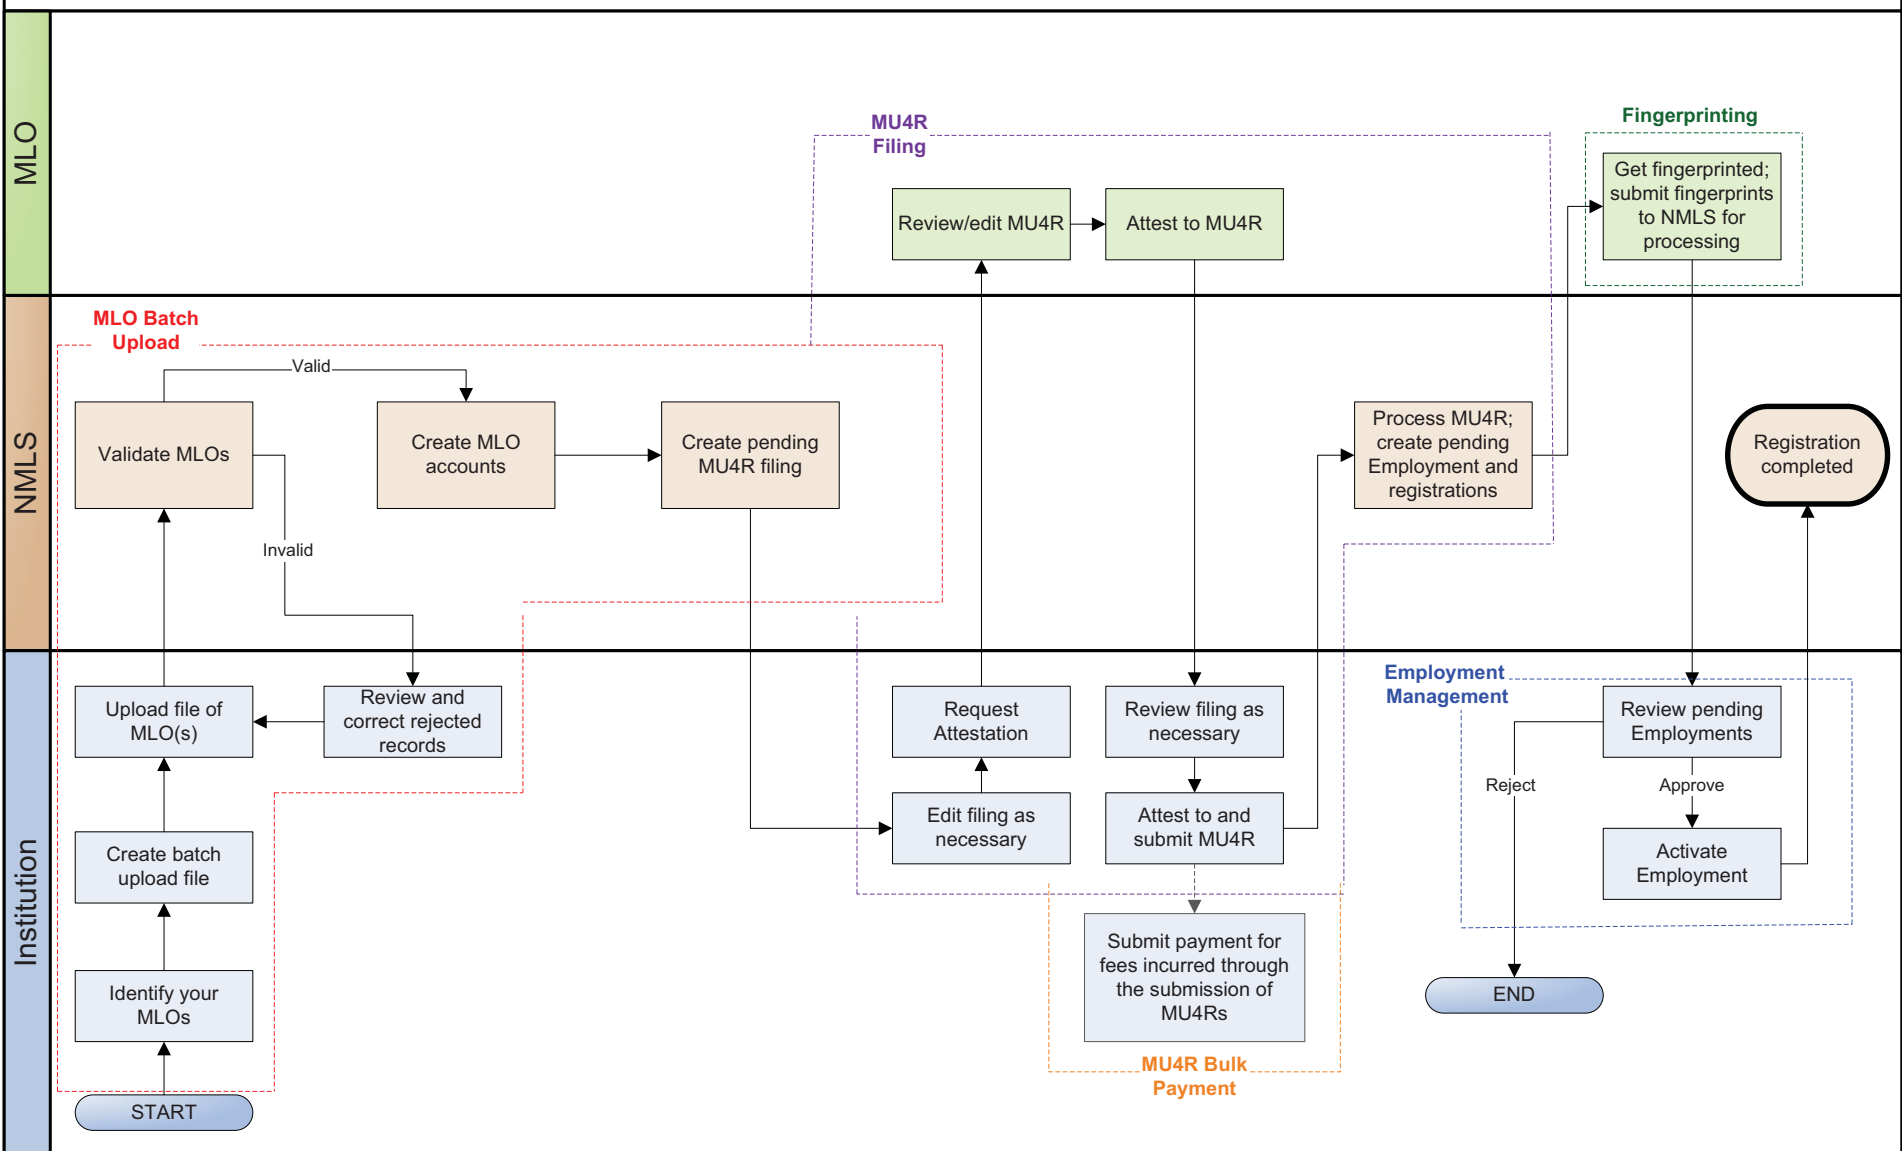 MLO
MU4R
Filing
Fingerprinting
Review/edit MU4R
Attest to MU4R
Get fingerprinted;
submit fingerprints
to NMLS for
processing
NMLS
MLO Batch
Upload
Valid
Validate MLOs
Create MLO
accounts
Create pending
MU4R filing
Process MU4R;
create pending
Employment and
registrations
Registration
completed
Invalid
Institution
Upload file of
MLO(s)
Review and
correct rejected
records
Request
Attestation
Review filing as
necessary
Employment
Management
Review pending
Employments
Reject
Approve
Create batch
upload file
Edit filing as
necessary
Attest to and
submit MU4R
Activate
Employment
Identify your
MLOs
Submit payment for
fees incurred through
the submission of
MU4Rs
END
MU4R Bulk
Payment
START